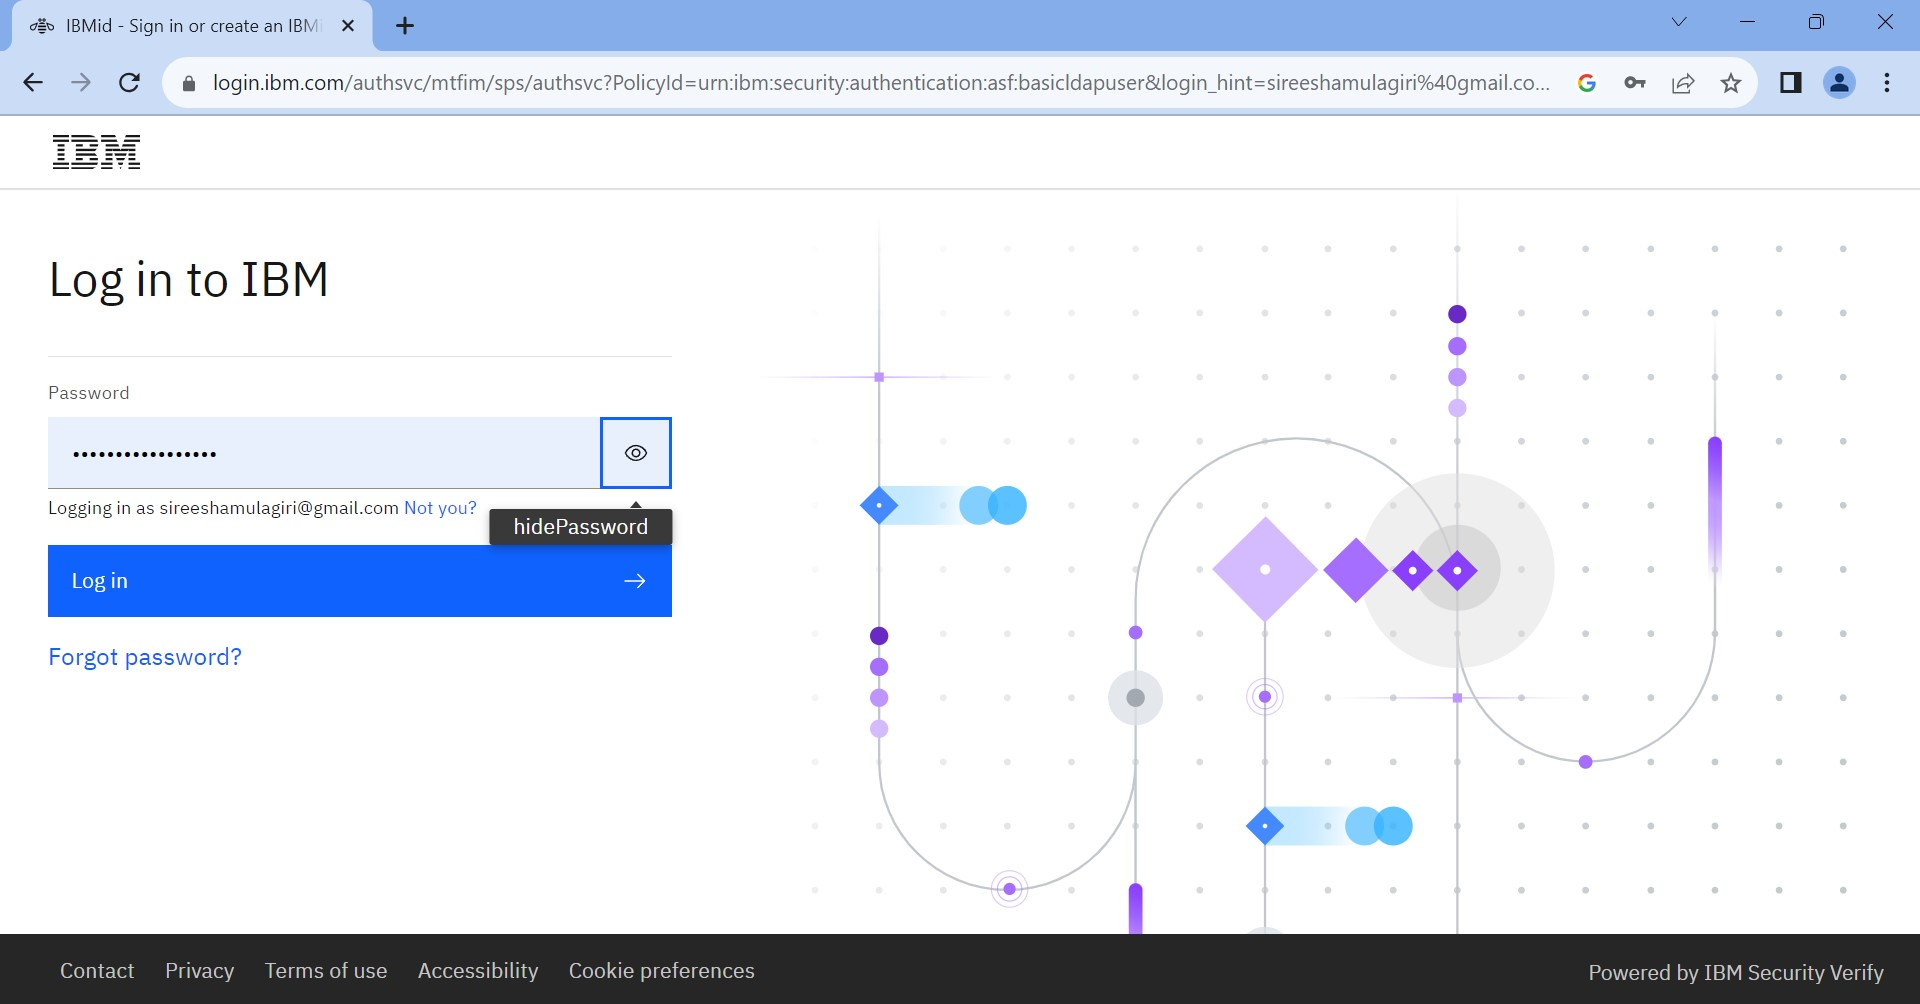 IBMid - Sign in or create an IBMi
login.ibm.com/authsvc/mtfim/sps/authsvc?PolicyId=urn:ibm:security:authentication:asf:basicldapuser&login_hint=sireeshamulagiri%40gmail.co...
IBM
Log in to IBM
Password
Logging in as sireeshamulagiri@gmail.com Not you?
hidePassword
Log in
Forgot password?
Contact Privacy Terms of use Accessibility Cookie preferences
Powered by IBM Security Verify